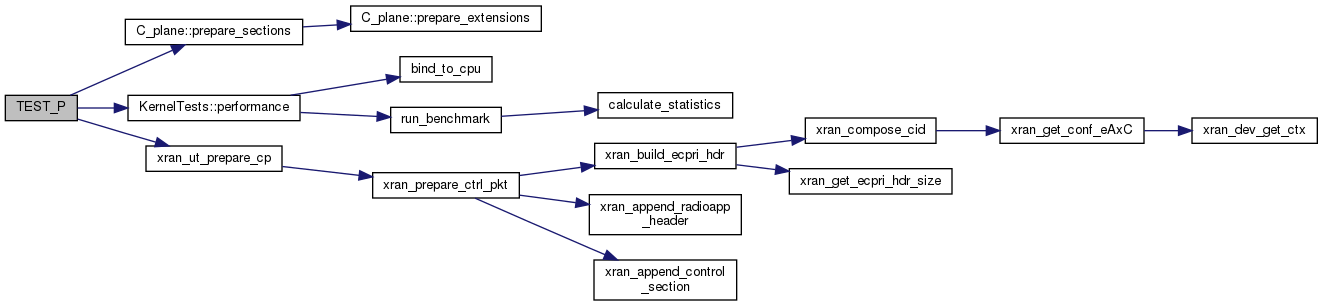 TEST_P
C_plane::prepare_sections
C_plane::prepare_extensions
KernelTests::performance
bind_to_cpu
run_benchmark
calculate_statistics
xran_ut_prepare_cp
xran_prepare_ctrl_pkt
xran_build_ecpri_hdr
xran_compose_cid
xran_get_conf_eAxC
xran_dev_get_ctx
xran_get_ecpri_hdr_size
xran_append_radioapp
_header
xran_append_control
_section